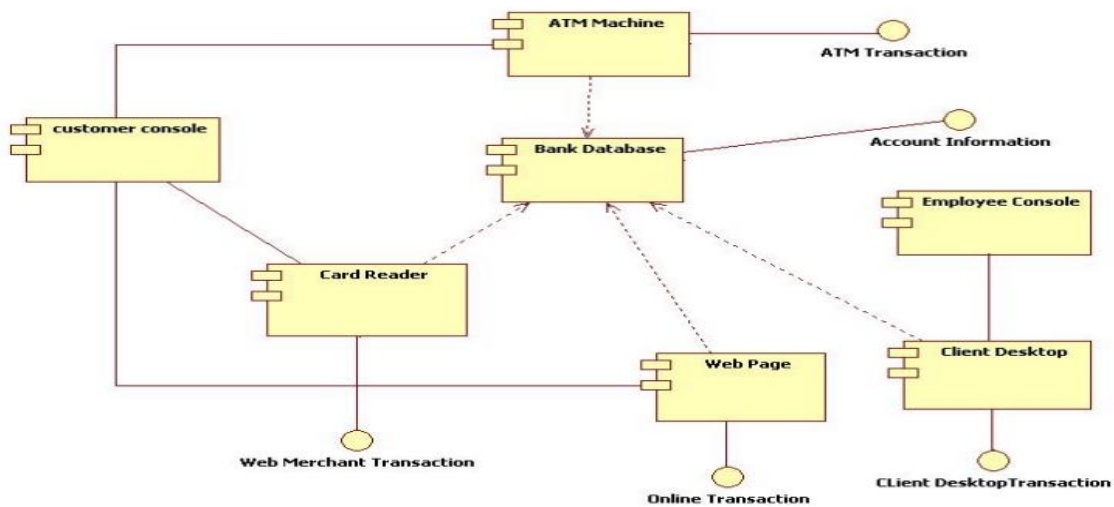 ATM Machine
ATM Transaction
customer console
Bank Database
Account Information
Employee Console
Card Reader
Web Page
Client Desktop
Web Merchant Transaction
Online Transaction
CLient DesktopTransaction